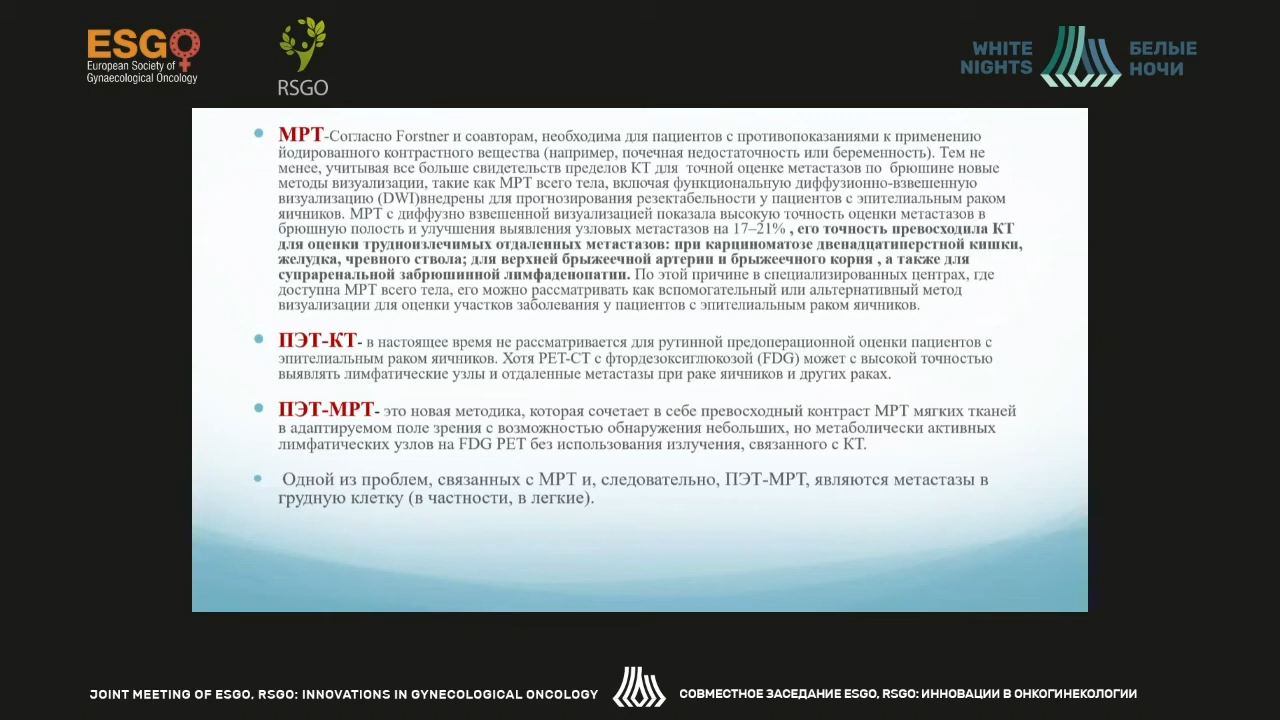 ESGO
European Society of
Gynaecological Oncology
RSGO
WHITE
NIGHTS
БЕЛЫЕ
НОЧИ
МРТ-Согласно Forstner и соавторам, необходима для пациентов с противопоказаниями к применению
йодированного контрастного вещества (например, почечная недостаточность или беременность). Тем не
менее, учитывая все больше свидетельств пределов КТ для точной оценке метастазов по брюшине новые
методы визуализации, такие как МРТ всего тела, включая функциональную диффузионно-взвешенную
визуализацию (DWI)внедрены для прогнозирования резектабельности у пациентов с эпителиальным раком
яичников. МРТ с диффузно взвешенной визуализацией показала высокую точность оценки метастазов в
брюшную полость и улучшения выявления узловых метастазов на 17–21% , его точность превосходила КТ
для оценки трудноизлечимых отдаленных метастазов: при карциноматозе двенадцатиперстной кишки,
желудка, чревного ствола; для верхней брыжеечной артерии и брыжеечного корня , а также для
супраренальной забрюшинной лимфаденопатии. По этой причине в специализированных центрах, где
доступна МРТ всего тела, его можно рассматривать как вспомогательный или альтернативный метод
визуализации для оценки участков заболевания у пациентов с эпителиальным раком яичников.
ПЭТ-КТ- в настоящее время не рассматривается для рутинной предоперационной оценки пациентов с
эпителиальным раком яичников. Хотя PET-CT с фтордезоксиглюкозой (FDG) может с высокой точностью
выявлять лимфатические узлы и отдаленные метастазы при раке яичников и других раках.
ПЭТ-МРТ- это новая методика, которая сочетает в себе превосходный контраст МРТ мягких тканей
в адаптируемом поле зрения с возможностью обнаружения небольших, но метаболически активных
лимфатических узлов на FDG PET без использования излучения, связанного с КТ.
Одной из проблем, связанных с МРТ и, следовательно, ПЭТ-МРТ, являются метастазы в
грудную клетку (в частности, в легкие).
JOINT MEETING OF ESGO, RSGO: INNOVATIONS IN GYNECOLOGICAL ONCOLOGY
СОВМЕСТНОЕ ЗАСЕДАНИЕ ESGO, RSGO: ИННОВАЦИИ В ОНКОГИНЕКОЛОГИИ